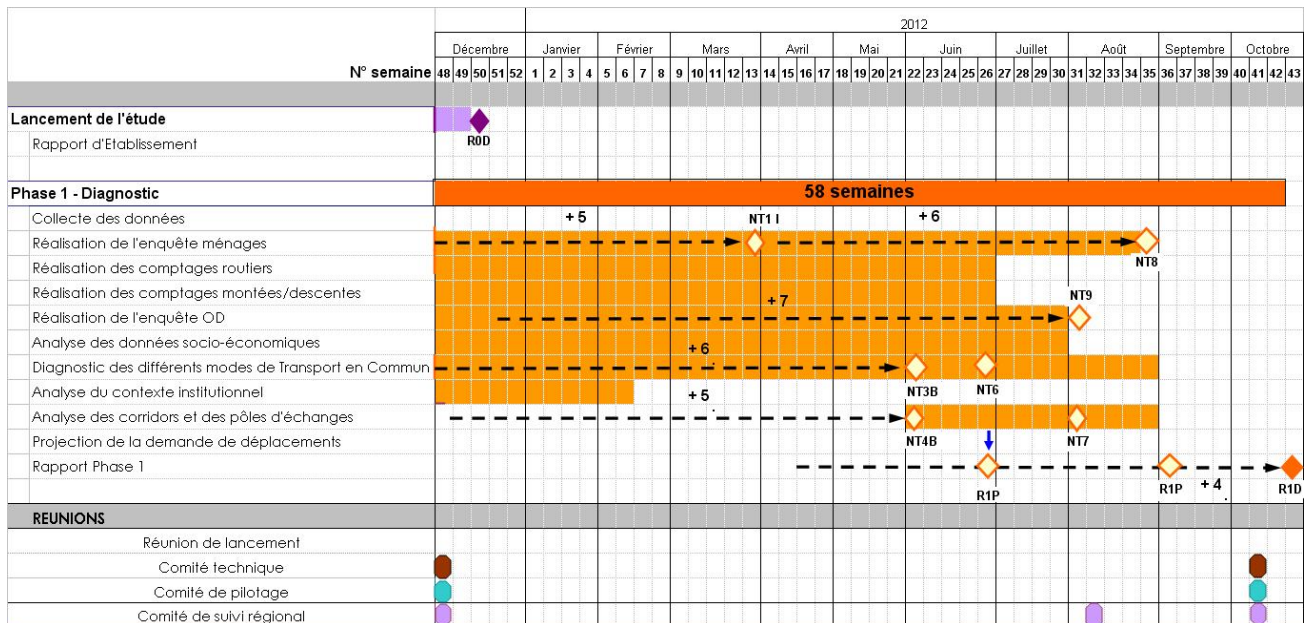 2012
Décembre Janvier Février Mars Avril Mai Juin Juillet Août Septembre Octobre
N° semaine 48 49 50 51 52 1 2 3 4 5 6 7 8 9 10 11 12 13 14 15 16 17 18 19 20 21 22 23 24 25 26 27 28 29 30 31 32 33 34 35 36 37 38 39 40 41 42 43
Lancement de l'étude
R0D
Rapport d'Etablissement
Phase 1 - Diagnostic 58 semaines
Collecte des données + 5 NT1 I + 6
Réalisation de l'enquête ménages
NT8
Réalisation des comptages routiers
Réalisation des comptages montées/descentes NT9
+ 7
Réalisation de l'enquête OD
Analyse des données socio-économiques
+ 6
Diagnostic des différents modes de Transport en Commun
Analyse du contexte institutionnel + 5 NT3B NT6
Analyse des corridors et des pôles d'échanges
Projection de la demande de déplacements NT4B NT7
Rapport Phase 1
R1P R1P + 4 R1D
REUNIONS
Réunion de lancement
Comité technique
Comité de pilotage
Comité de suivi régional